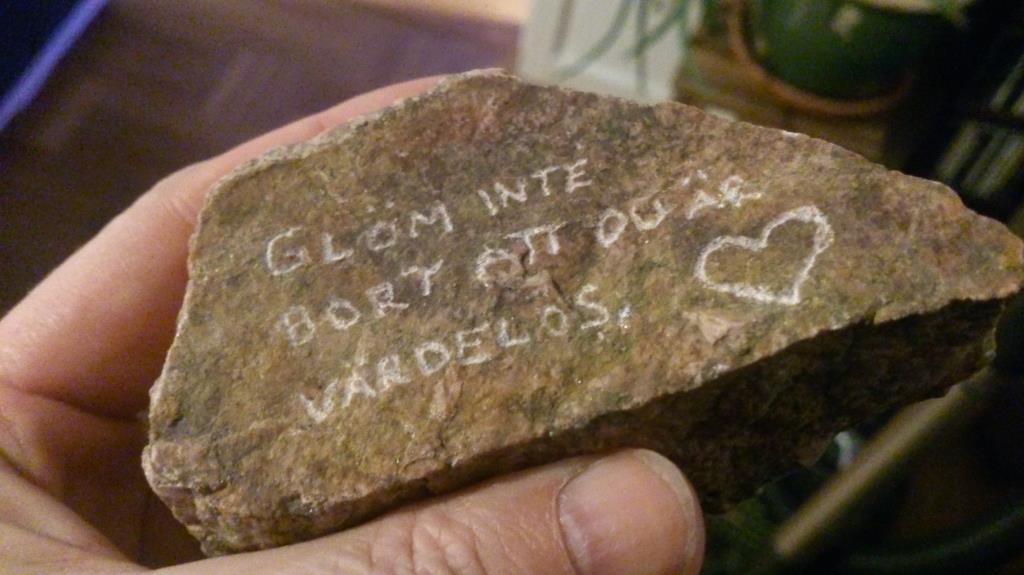 GLÖM INTE
BORT ATT DU ÄR
VÄRDELÖS.